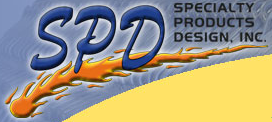 SPD
SPECIALTY
PRODUCTS
DESIGN, INC.